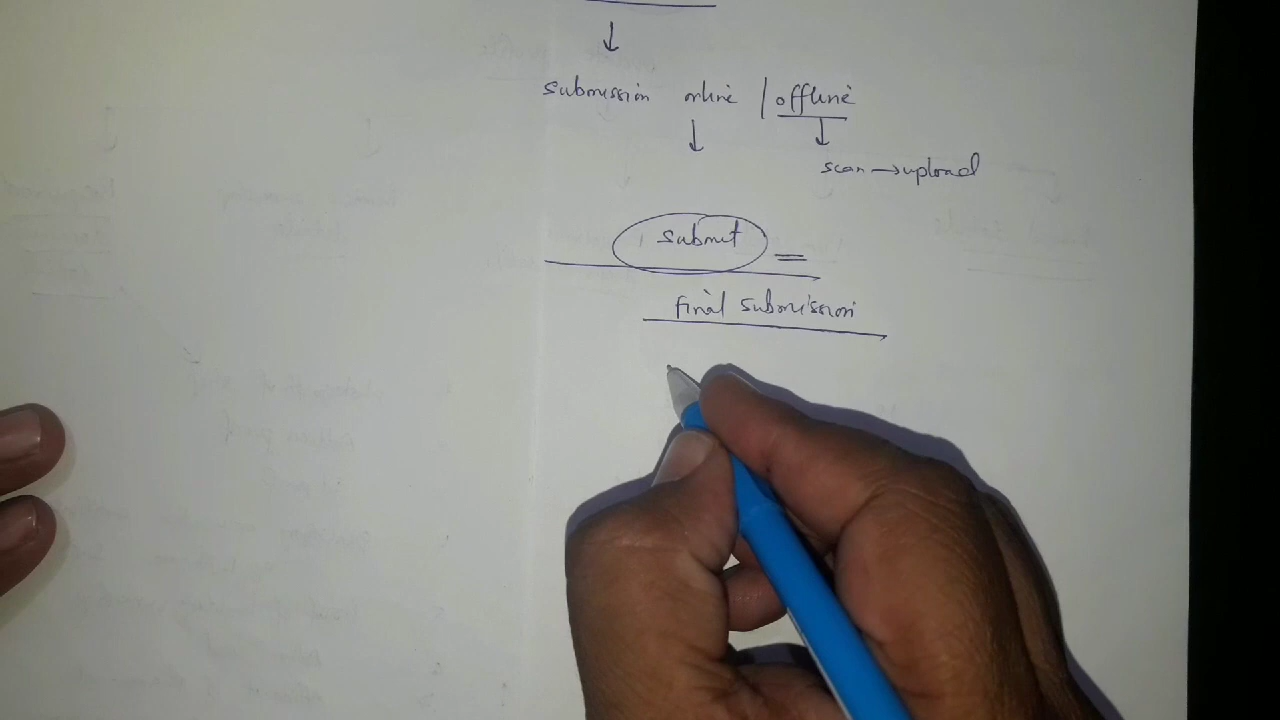 ↓
submission online / offline
↓ ↓
scan → upload
submit =
final submission